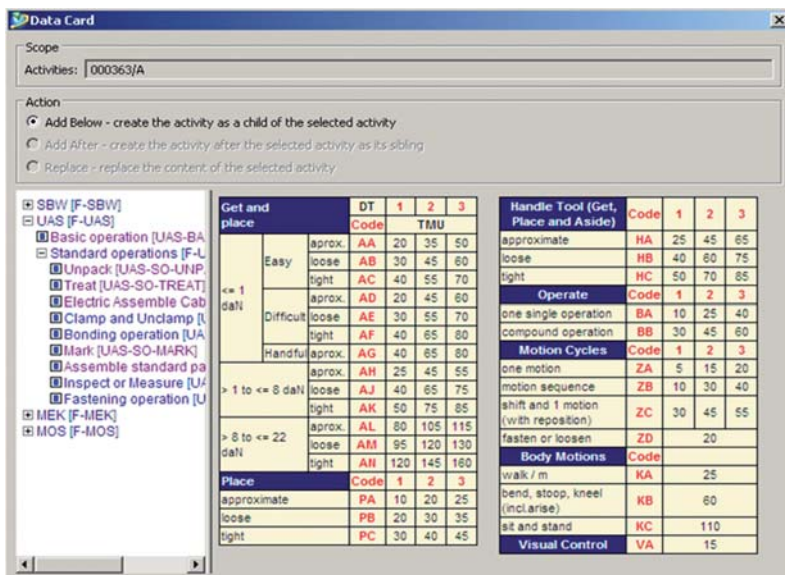 Data Card
Scope
Activities: 000363/A
Action
Add Below - create the activity as a child of the selected activity
Add After - create the activity after the selected activity as its sibling
Replace - replace the content of the selected activity
SBW [F-SBW]
UAS [F-UAS]
Basic operation [UAS-BA
Standard operations [F-U
Unpack [UAS-SO-UNP
Treat [UAS-SO-TREAT]
Electric Assemble Cab
Clamp and Unclamp [U
Bonding operation [UA
Mark [UAS-SO-MARK]
Assemble standard pa
Inspect or Measure [UA
Fastening operation [U
MEK [F-MEK]
MOS [F-MOS]
Get and place DT 1 2 3
Code TMU
<= 1 daN Easy aprox. AA 20 35 50
loose AB 30 45 60
tight AC 40 55 70
Difficult aprox. AD 20 45 60
loose AE 30 55 70
tight AF 40 65 80
Handful aprox. AG 40 65 80
> 1 to <= 8 daN aprox. AH 25 45 55
loose AJ 40 65 75
tight AK 50 75 85
> 8 to <= 22 daN aprox. AL 80 105 115
loose AM 95 120 130
tight AN 120 145 160
Place Code 1 2 3
approximate PA 10 20 25
loose PB 20 30 35
tight PC 30 40 45
Handle Tool (Get, Place and Aside) Code 1 2 3
approximate HA 25 45 65
loose HB 40 60 75
tight HC 50 70 85
Operate Code 1 2 3
one single operation BA 10 25 40
compound operation BB 30 45 60
Motion Cycles Code 1 2 3
one motion ZA 5 15 20
motion sequence ZB 10 30 40
shift and 1 motion (with reposition) ZC 30 45 55
fasten or loosen ZD 20
Body Motions Code
walk / m KA 25
bend, stoop, kneel (incl.arise) KB 60
sit and stand KC 110
Visual Control VA 15